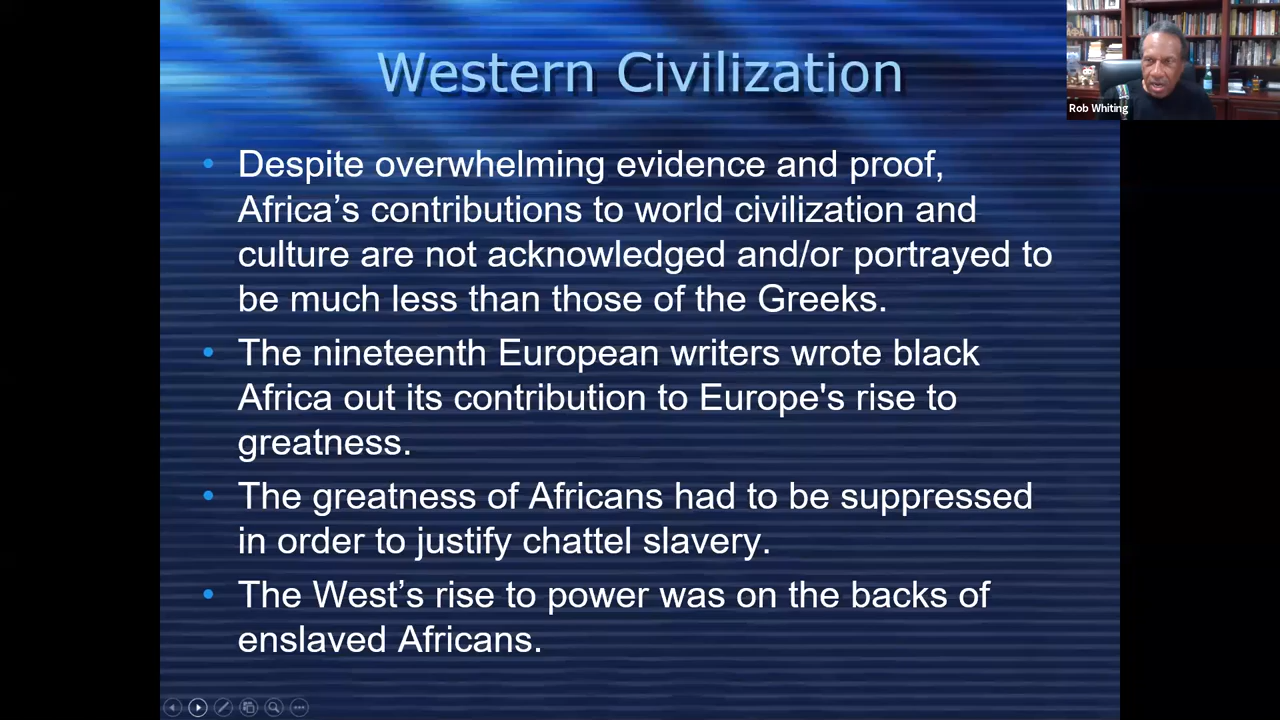 Western Civilization
Rob Whiting
• Despite overwhelming evidence and proof,
Africa’s contributions to world civilization and
culture are not acknowledged and/or portrayed to
be much less than those of the Greeks.
• The nineteenth European writers wrote black
Africa out its contribution to Europe's rise to
greatness.
• The greatness of Africans had to be suppressed
in order to justify chattel slavery.
• The West’s rise to power was on the backs of
enslaved Africans.